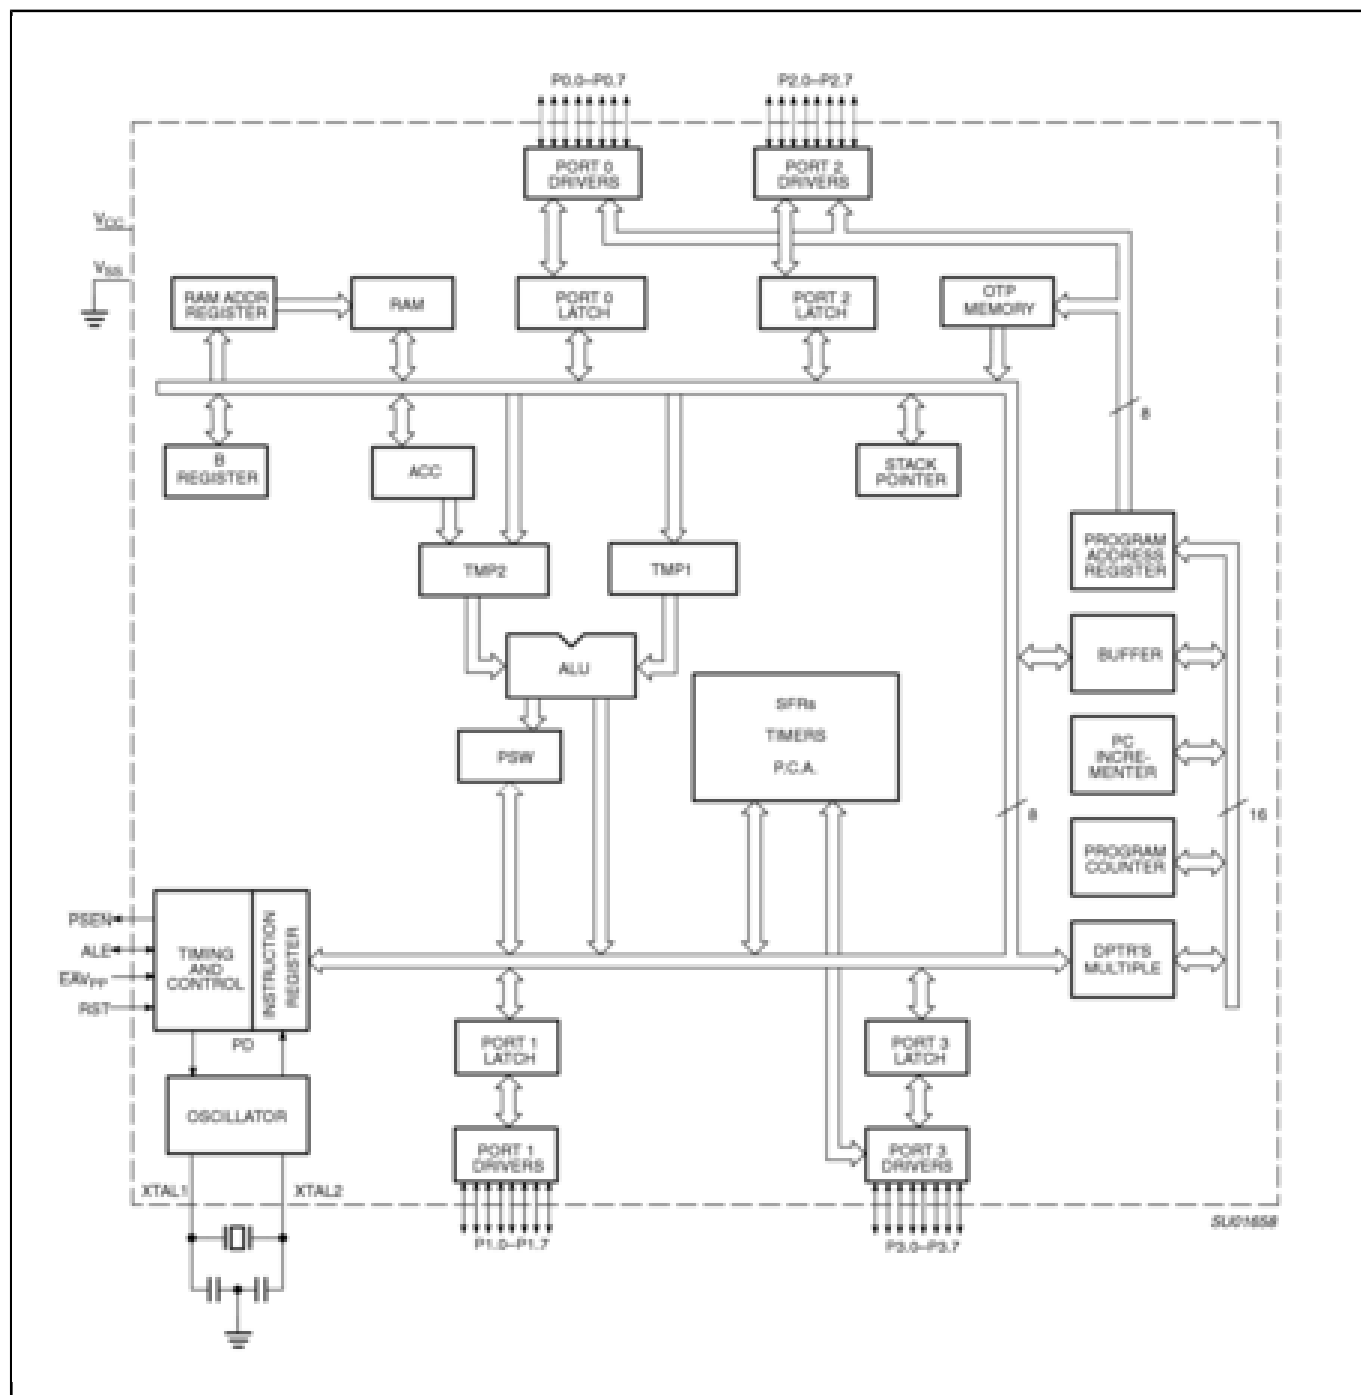 P0.0–P0.7
P2.0–P2.7
PORT 0
DRIVERS
PORT 2
DRIVERS
VCC
VSS
RAM ADDR
REGISTER
RAM
PORT 0
LATCH
PORT 2
LATCH
OTP
MEMORY
8
B
REGISTER
ACC
STACK
POINTER
TMP2
TMP1
PROGRAM
ADDRESS
REGISTER
ALU
BUFFER
SFRs
TIMERS
P.C.A.
PSW
PC
INCRE-
MENTER
8
16
PROGRAM
COUNTER
PSEN
ALE
EAVPP
RST
TIMING
AND
CONTROL
INSTRUCTION
REGISTER
DPTR'S
MULTIPLE
PD
PORT 1
LATCH
PORT 3
LATCH
OSCILLATOR
PORT 1
DRIVERS
PORT 3
DRIVERS
XTAL1
XTAL2
P1.0–P1.7
P3.0–P3.7
SU01658